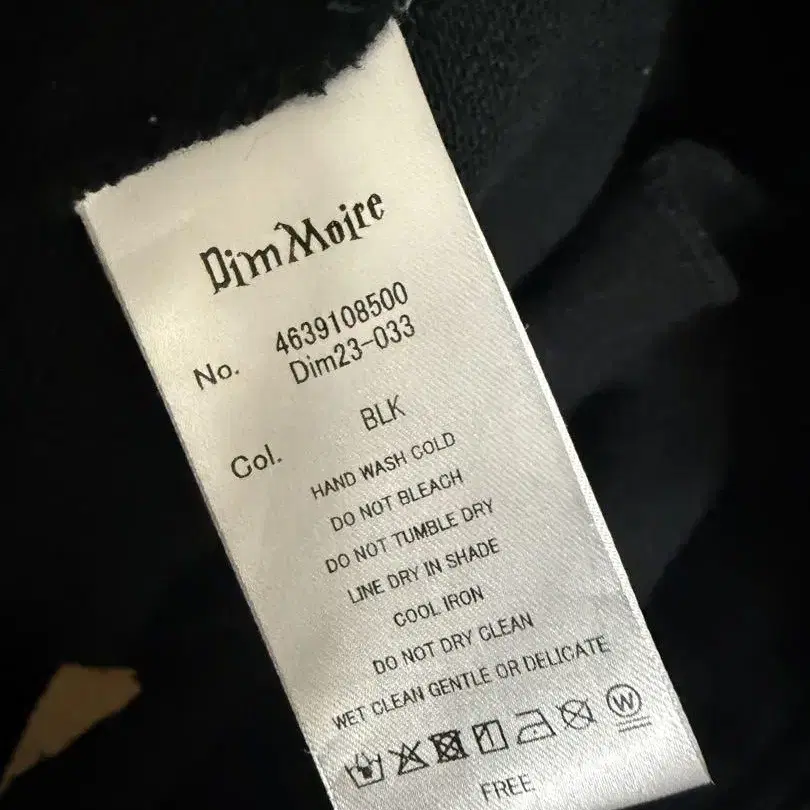 DimMoire
No. 4639108500
Dim23-033
Col. BLK
HAND WASH COLD
DO NOT BLEACH
DO NOT TUMBLE DRY
LINE DRY IN SHADE
COOL IRON
DO NOT DRY CLEAN
WET CLEAN GENTLE OR DELICATE
W
FREE